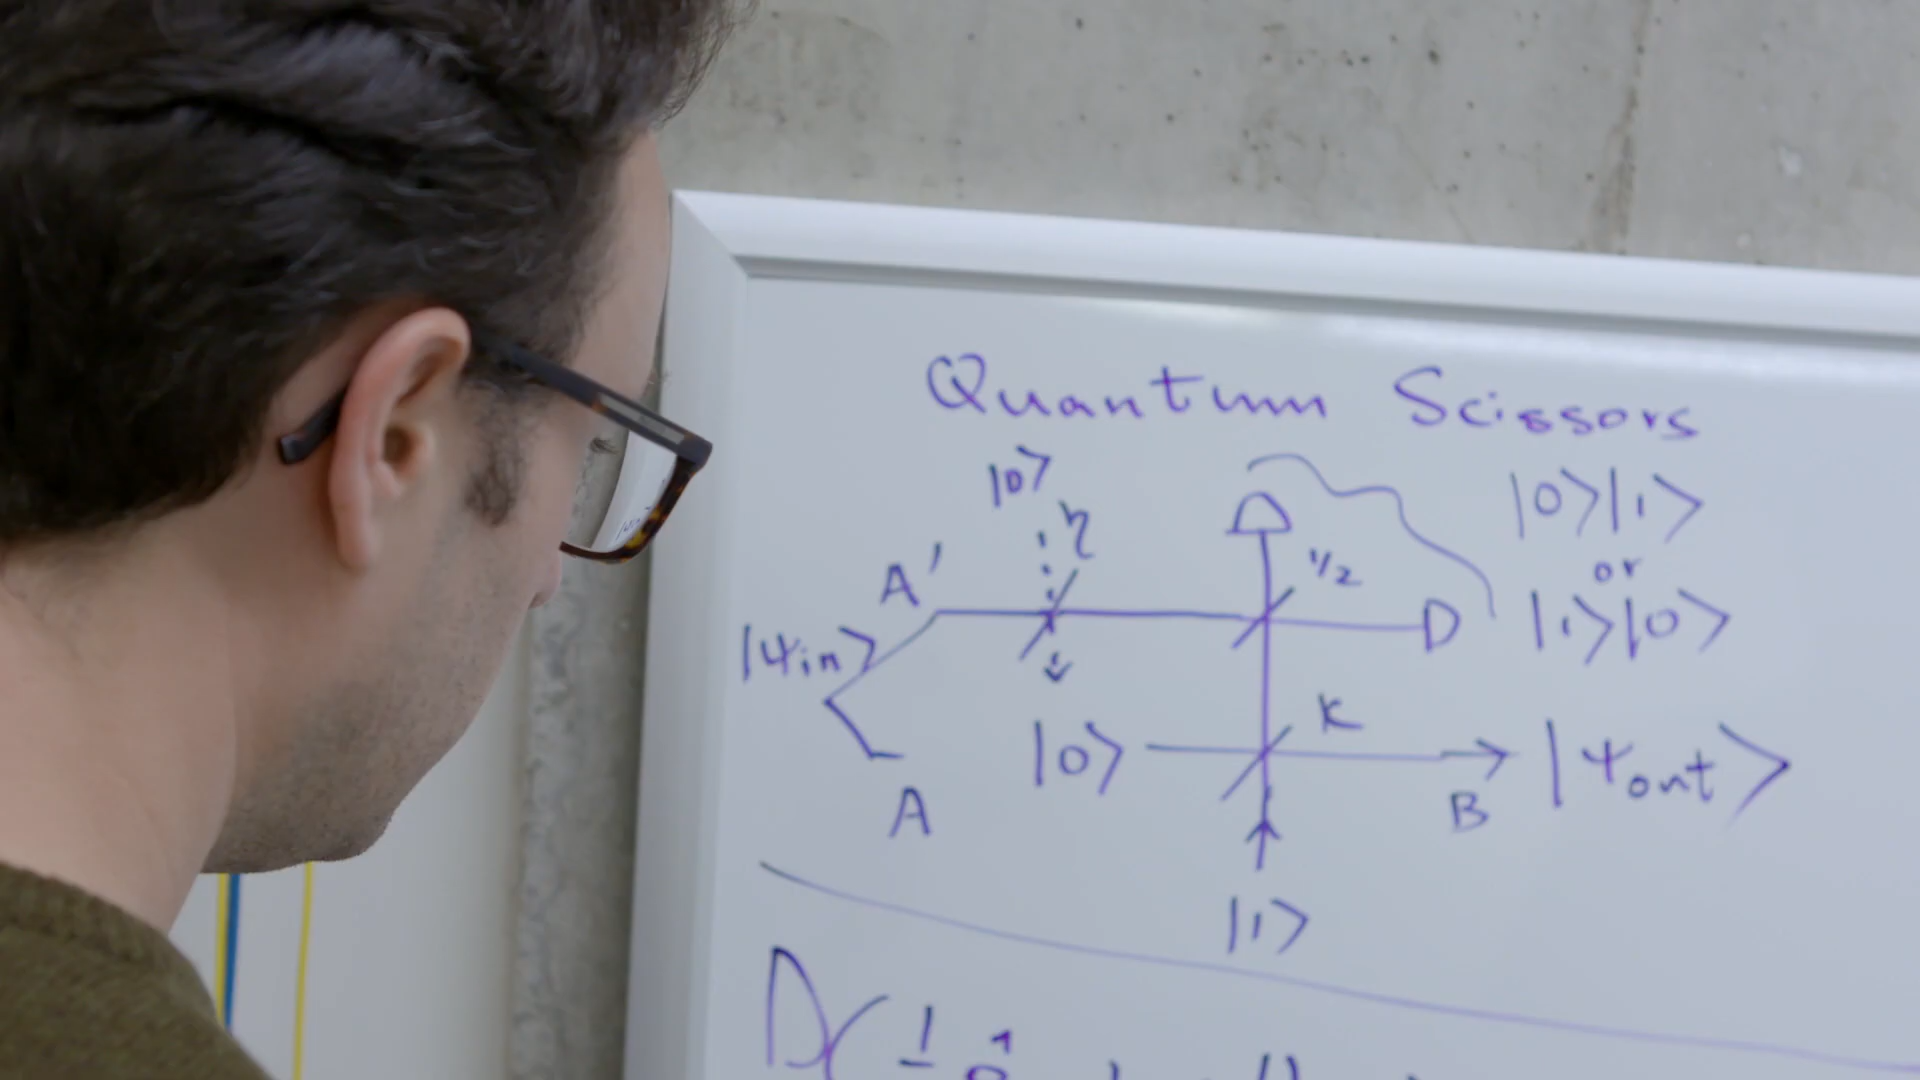 Quantum Scissors
|0⟩
η
|0⟩|1⟩
or
|1⟩|0⟩
A'
1/2
D
|ψin⟩
K
|0⟩
B
|ψout⟩
A
|1⟩
D(